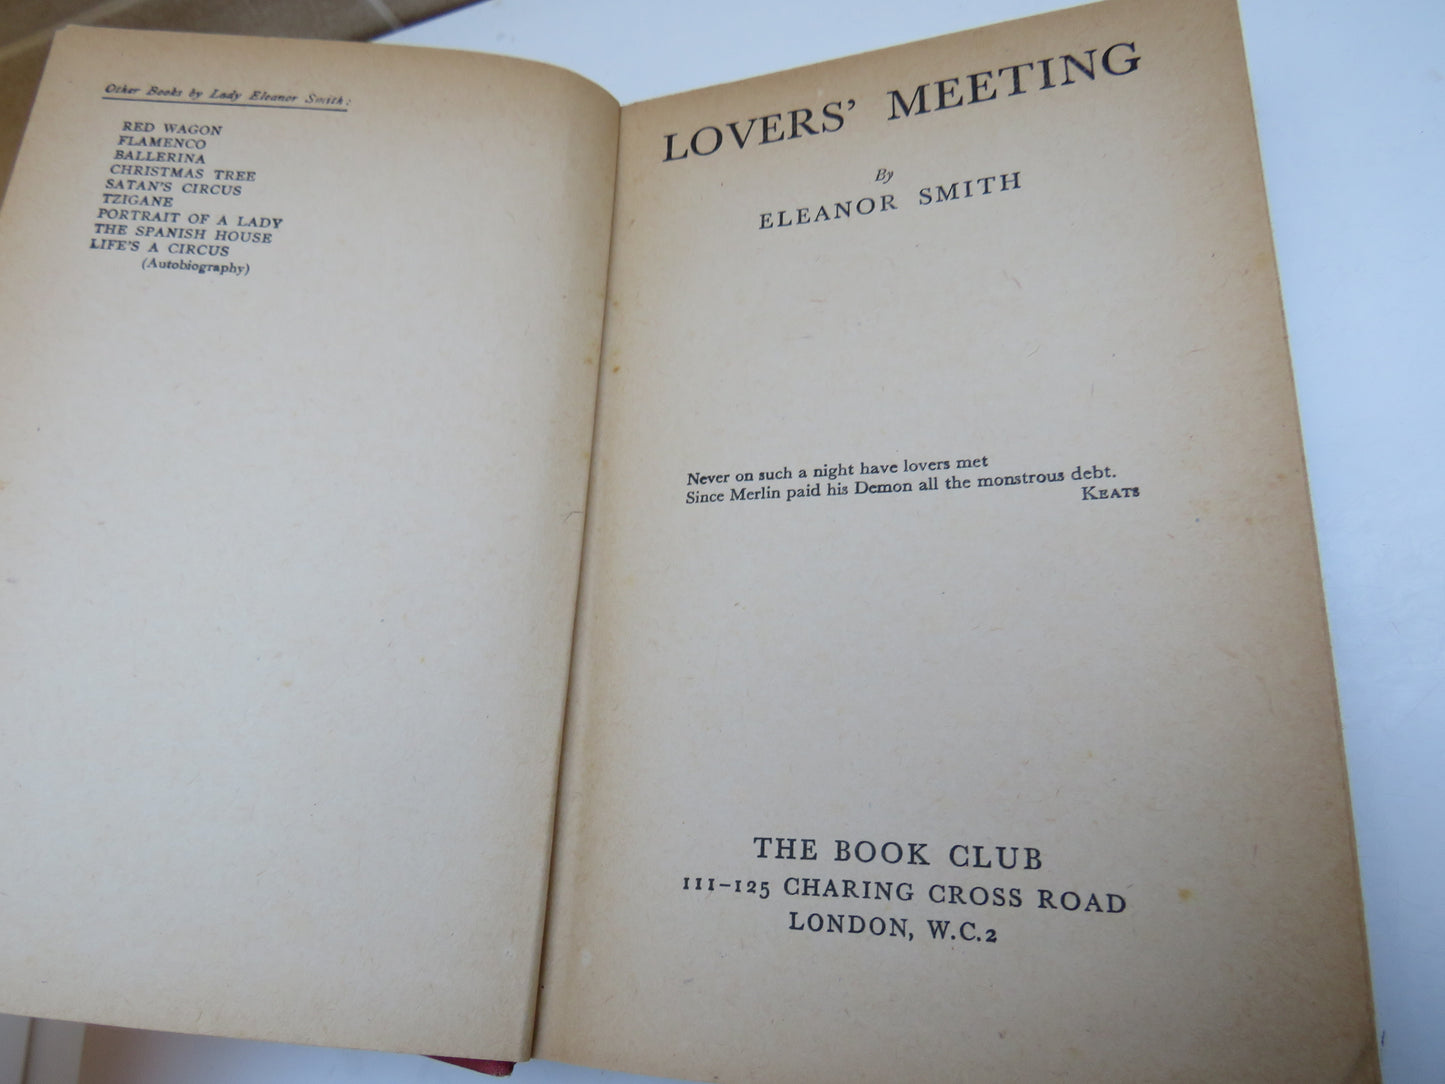 Other Books by Lady Eleanor Smith:
RED WAGON
FLAMENCO
BALLERINA
CHRISTMAS TREE
SATAN'S CIRCUS
TZIGANE
PORTRAIT OF A LADY
THE SPANISH HOUSE
LIFE'S A CIRCUS
(Autobiography)
LOVERS' MEETING
By
ELEANOR SMITH
Never on such a night have lovers met
Since Merlin paid his Demon all the monstrous debt.
KEATS
THE BOOK CLUB
111–125 CHARING CROSS ROAD
LONDON, W.C.2